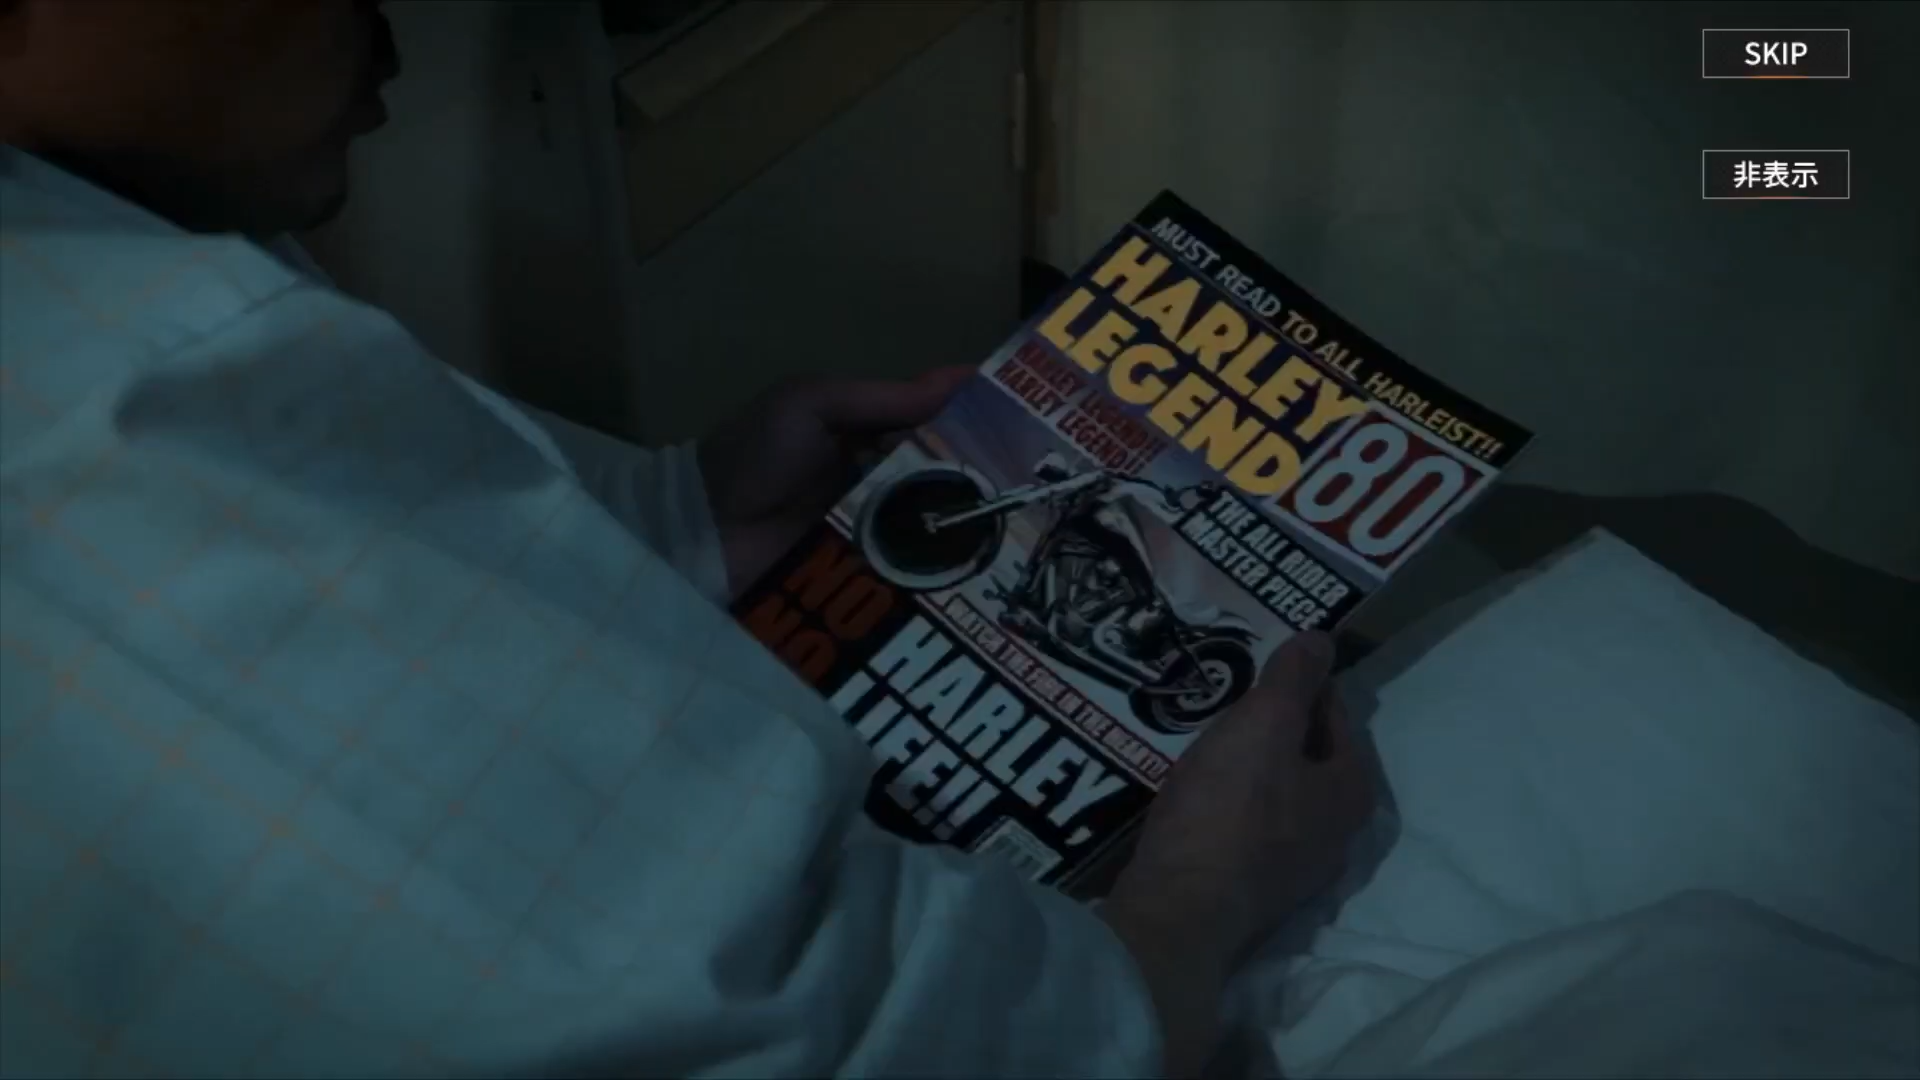 SKIP
非表示
MUST READ TO ALL HARLEIST!!
HARLEY
LEGEND
80
HARLEY LEGEND!!
HARLEY LEGEND!!
THE ALL RIDER
MASTER PIECE
NO
NO
WATCH THE FIRE IN THE HEART!!
HARLEY,
LIFE!!